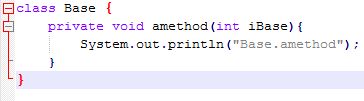 class Base {
    private void amethod(int iBase){
        System.out.println("Base.amethod");
    }
}